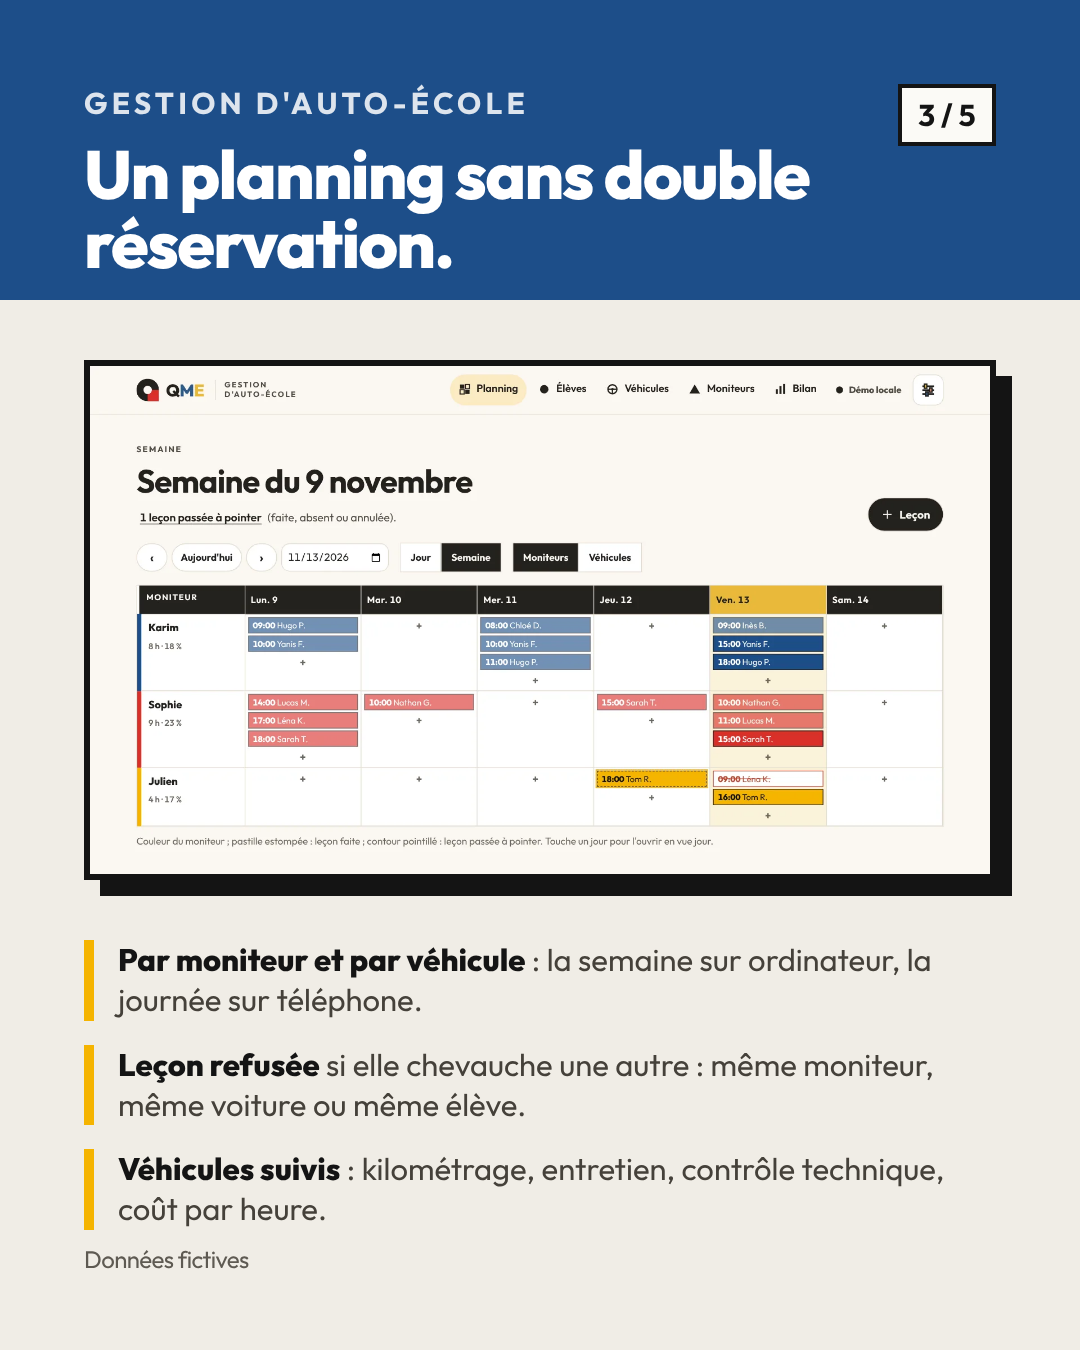 GESTION D'AUTO-ÉCOLE
3 / 5
Un planning sans double
réservation.
QME
GESTION
D'AUTO-ÉCOLE
Planning
Élèves
Véhicules
Moniteurs
Bilan
Démo locale
SEMAINE
Semaine du 9 novembre
1 leçon passée à pointer (faite, absent ou annulée).
+ Leçon
‹ Aujourd'hui › 11/13/2026 Jour Semaine Moniteurs Véhicules
MONITEUR Lun. 9 Mar. 10 Mer. 11 Jeu. 12 Ven. 13 Sam. 14
Karim
8 h · 18 %
09:00 Hugo P.
10:00 Yanis F.
+
+
08:00 Chloé D.
10:00 Yanis F.
11:00 Hugo P.
+
+
09:00 Inès B.
15:00 Yanis F.
18:00 Hugo P.
+
+
Sophie
9 h · 23 %
14:00 Lucas M.
17:00 Léna K.
18:00 Sarah T.
+
10:00 Nathan G.
+
+
15:00 Sarah T.
+
10:00 Nathan G.
11:00 Lucas M.
15:00 Sarah T.
+
+
Julien
4 h · 17 %
+
+
+
18:00 Tom R.
+
09:00 Léna K.
16:00 Tom R.
+
+
Couleur du moniteur ; pastille estompée : leçon faite ; contour pointillé : leçon passée à pointer. Touche un jour pour l'ouvrir en vue jour.
Par moniteur et par véhicule : la semaine sur ordinateur, la
journée sur téléphone.
Leçon refusée si elle chevauche une autre : même moniteur,
même voiture ou même élève.
Véhicules suivis : kilométrage, entretien, contrôle technique,
coût par heure.
Données fictives